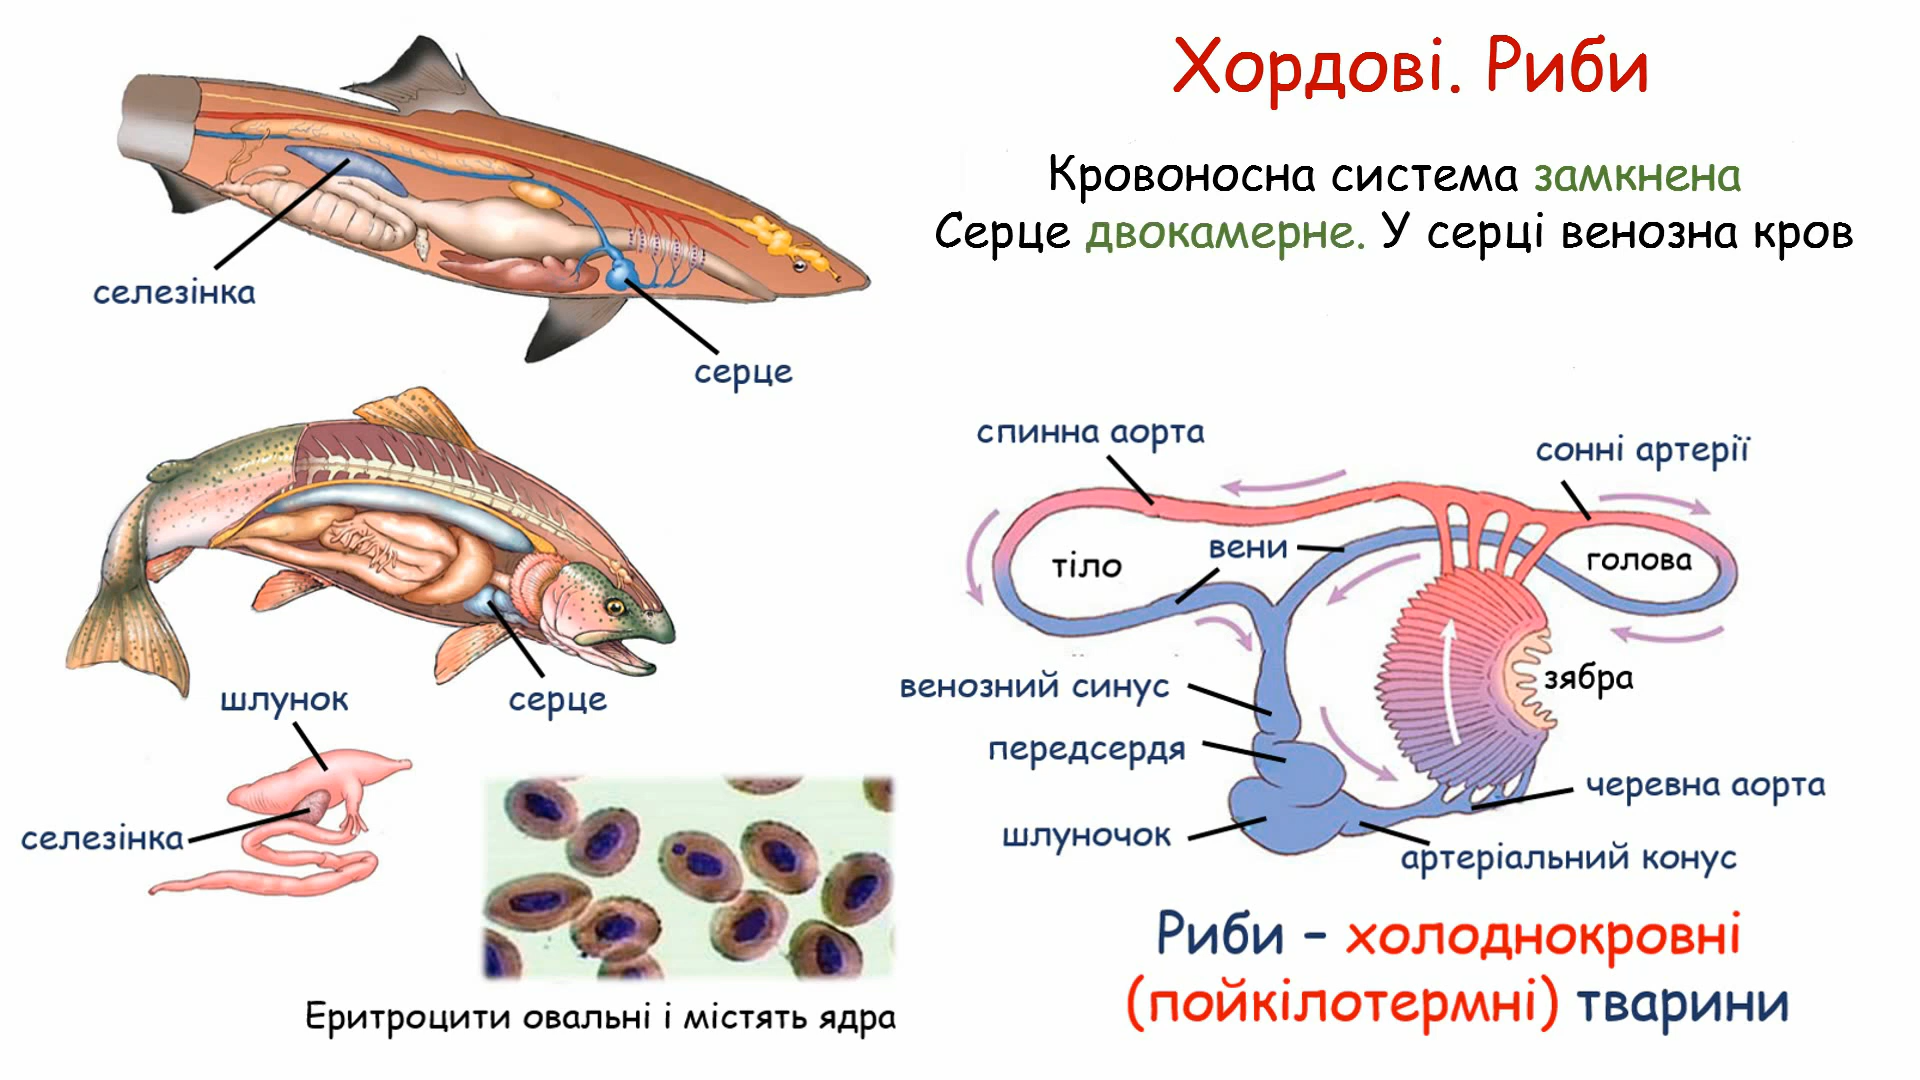 Хордові. Риби
Кровоносна система замкнена
Серце двокамерне. У серці венозна кров
селезінка
серце
серце
шлунок
селезінка
Еритроцити овальні і містять ядра
спинна аорта
сонні артерії
вени
тіло
голова
венозний синус
зябра
передсердя
черевна аорта
шлуночок
артеріальний конус
Риби – холоднокровні
(пойкілотермні) тварини